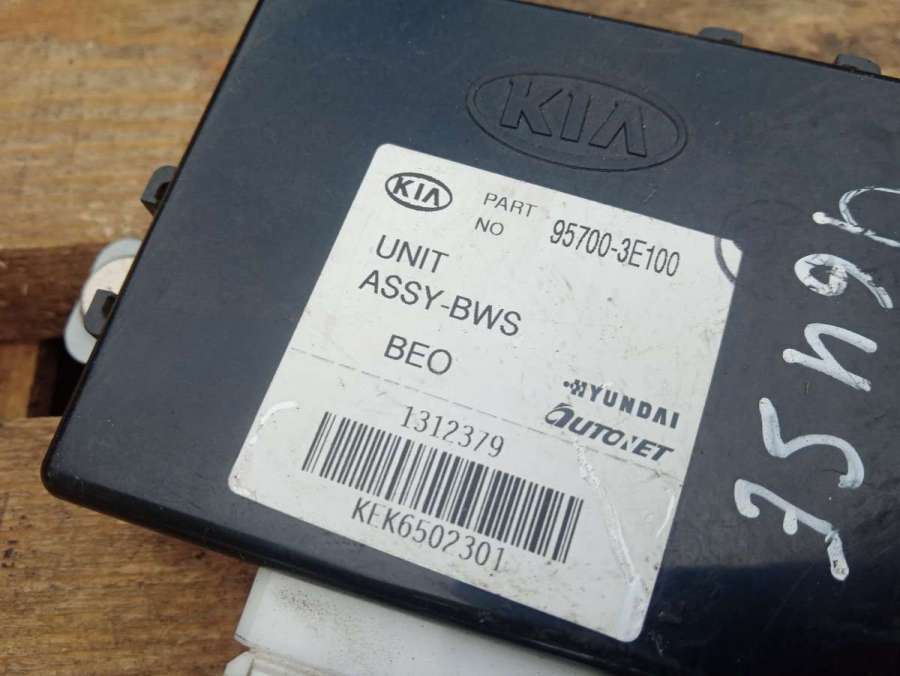 KIA
KIA
PART
NO
95700-3E100
UNIT
ASSY-BWS
BEO
HYUNDAI
AUTONET
1312379
KEK6502301